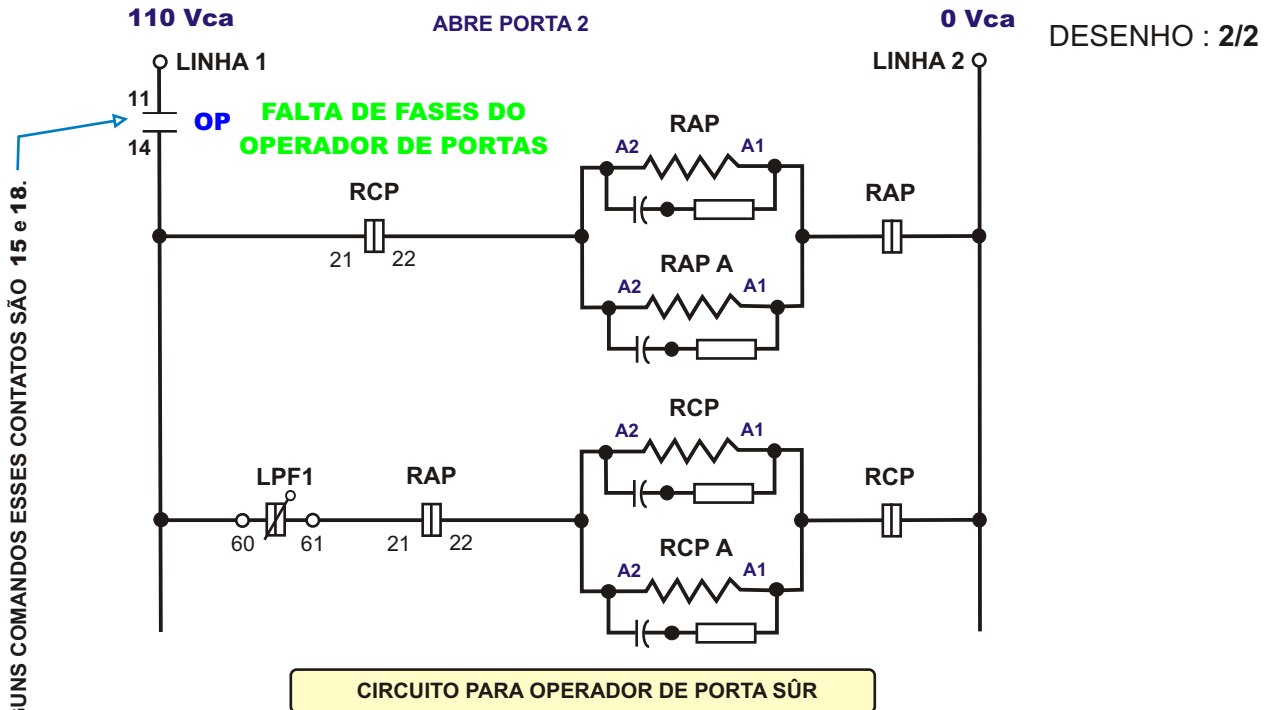 110 Vca
ABRE PORTA 2
0 Vca
DESENHO : 2/2
LINHA 1
LINHA 2
11
OP
14
FALTA DE FASES DO
OPERADOR DE PORTAS
COMANDOS ESSES CONTATOS SÃO 15 e 18.
RCP
21
22
RAP
A2
A1
RAP A
A2
A1
RAP
LPF1
60
61
RAP
21
22
RCP
A2
A1
RCP A
A2
A1
RCP
CIRCUITO PARA OPERADOR DE PORTA SÛR